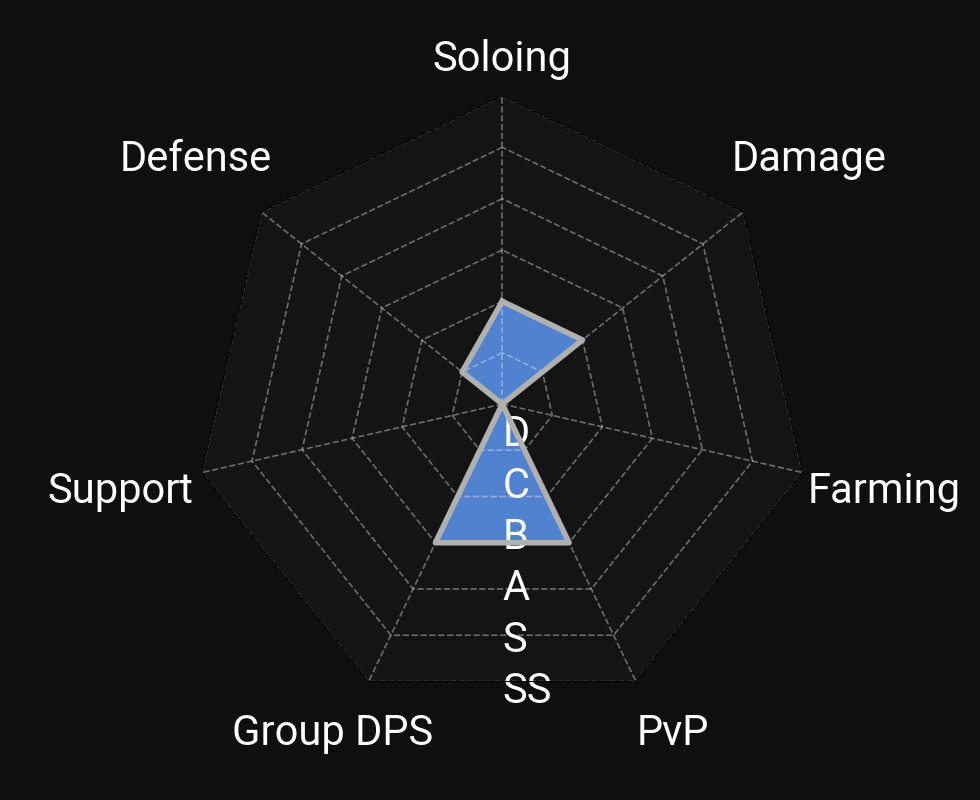 Soloing
Defense
Damage
D
C
Support
Farming
B
A
S
SS
Group DPS
PvP